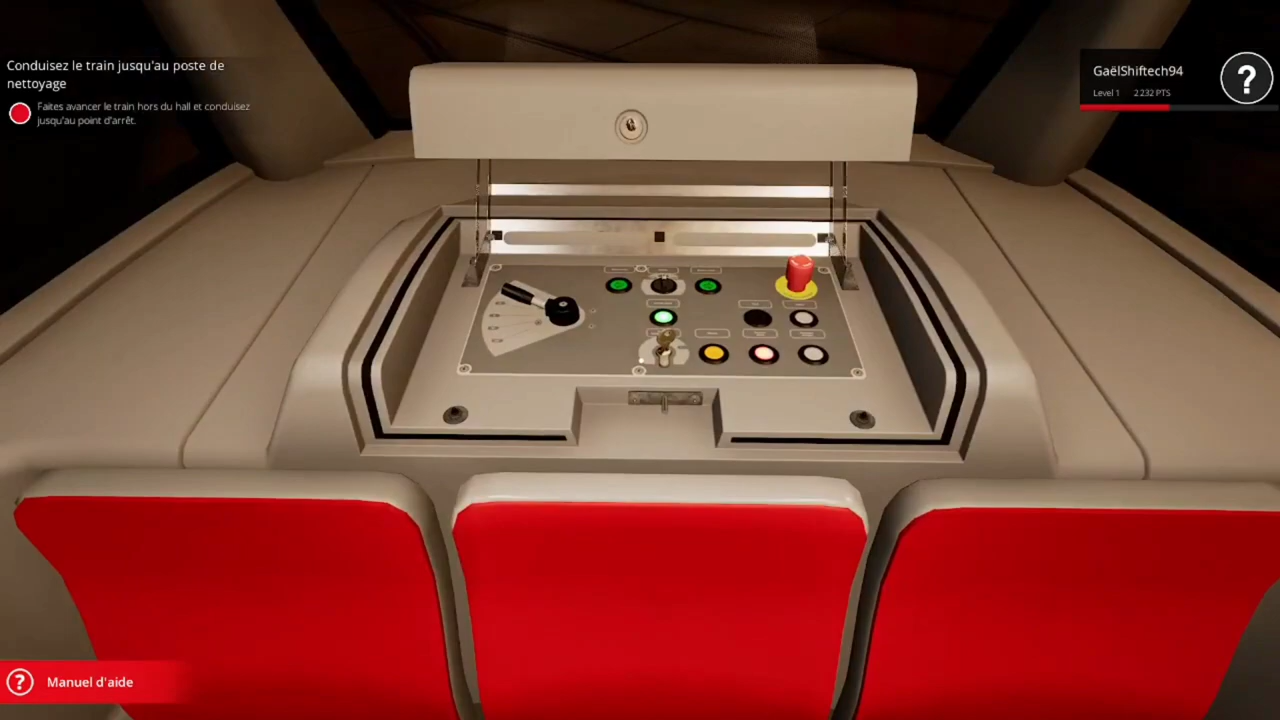 Conduisez le train jusqu'au poste de
nettoyage
Faites avancer le train hors du hall et conduisez
jusqu'au point d'arrêt.
GaëlShiftech94
Level 1 2 232 PTS
?
? Manuel d'aide